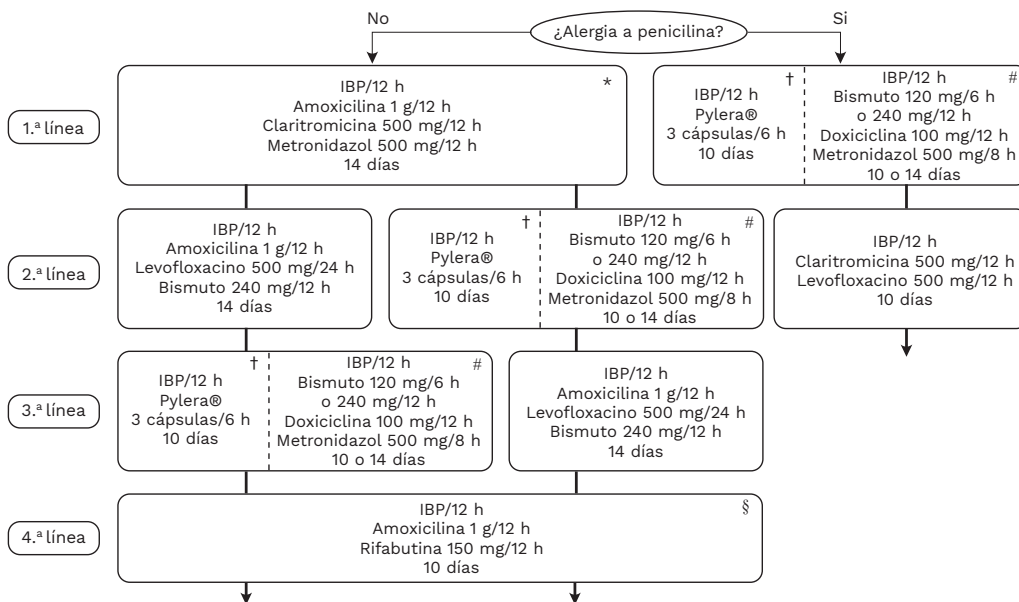 ¿Alergia a penicilina?
No
Si
1.ª línea
*
IBP/12 h
Amoxicilina 1 g/12 h
Claritromicina 500 mg/12 h
Metronidazol 500 mg/12 h
14 días
†
IBP/12 h
Pylera®
3 cápsulas/6 h
10 días
#
IBP/12 h
Bismuto 120 mg/6 h
o 240 mg/12 h
Doxiciclina 100 mg/12 h
Metronidazol 500 mg/8 h
10 o 14 días
2.ª línea
IBP/12 h
Amoxicilina 1 g/12 h
Levofloxacino 500 mg/24 h
Bismuto 240 mg/12 h
14 días
†
IBP/12 h
Pylera®
3 cápsulas/6 h
10 días
#
IBP/12 h
Bismuto 120 mg/6 h
o 240 mg/12 h
Doxiciclina 100 mg/12 h
Metronidazol 500 mg/8 h
10 o 14 días
IBP/12 h
Claritromicina 500 mg/12 h
Levofloxacino 500 mg/12 h
10 días
3.ª línea
†
IBP/12 h
Pylera®
3 cápsulas/6 h
10 días
#
IBP/12 h
Bismuto 120 mg/6 h
o 240 mg/12 h
Doxiciclina 100 mg/12 h
Metronidazol 500 mg/8 h
10 o 14 días
IBP/12 h
Amoxicilina 1 g/12 h
Levofloxacino 500 mg/24 h
Bismuto 240 mg/12 h
14 días
4.ª línea
§
IBP/12 h
Amoxicilina 1 g/12 h
Rifabutina 150 mg/12 h
10 días